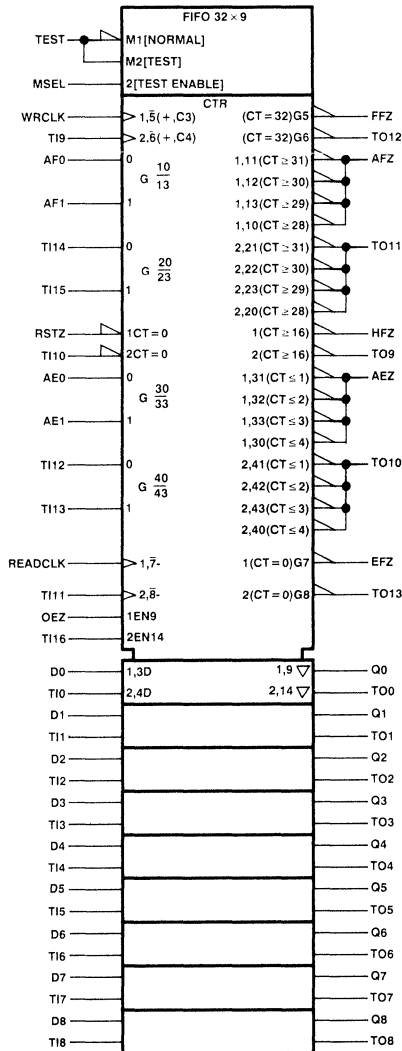 FIFO 32 × 9
TEST M1[NORMAL]
M2[TEST]
MSEL 2[TEST ENABLE]
CTR
WRCLK 1,5̅(+,C3) (CT = 32)G5 FFZ
TI9 2,6̅(+,C4) (CT = 32)G6 TO12
AF0 0 1,11(CT ≥ 31) AFZ
G 10/13 1,12(CT ≥ 30)
AF1 1 1,13(CT ≥ 29)
1,10(CT ≥ 28)
TI14 0 2,21(CT ≥ 31) TO11
G 20/23 2,22(CT ≥ 30)
TI15 1 2,23(CT ≥ 29)
2,20(CT ≥ 28)
RSTZ 1CT=0 1(CT ≥ 16) HFZ
TI10 2CT=0 2(CT ≥ 16) TO9
AE0 0 1,31(CT ≤ 1) AEZ
G 30/33 1,32(CT ≤ 2)
AE1 1 1,33(CT ≤ 3)
1,30(CT ≤ 4)
TI12 0 2,41(CT ≤ 1) TO10
G 40/43 2,42(CT ≤ 2)
TI13 1 2,43(CT ≤ 3)
2,40(CT ≤ 4)
READCLK 1,7̅- 1(CT = 0)G7 EFZ
TI11 2,8̅- 2(CT = 0)G8 TO13
OEZ 1EN9
TI16 2EN14
D0 1,3D 1,9 ▽ Q0
TI0 2,4D 2,14 ▽ TO0
D1 Q1
TI1 TO1
D2 Q2
TI2 TO2
D3 Q3
TI3 TO3
D4 Q4
TI4 TO4
D5 Q5
TI5 TO5
D6 Q6
TI6 TO6
D7 Q7
TI7 TO7
D8 Q8
TI8 TO8